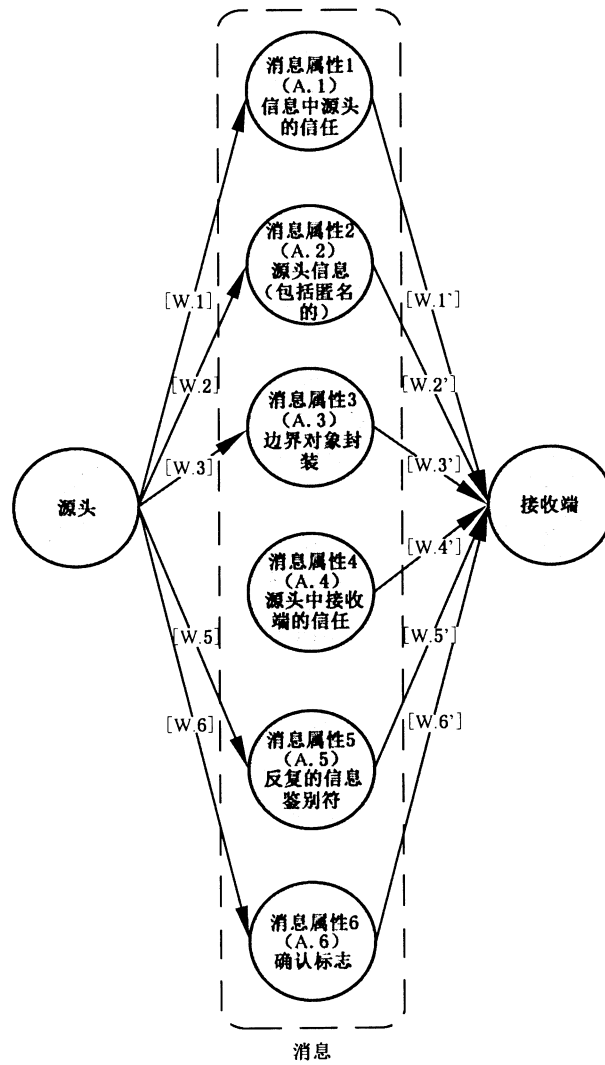 消息属性1
(A.1)
信息中源头
的信任
消息属性2
(A.2)
源头信息
(包括匿名
的)
[W.1]
[W.1']
[W.2]
[W.2']
消息属性3
(A.3)
边界对象封
装
[W.3]
[W.3']
源头
接收端
[W.4']
消息属性4
(A.4)
源头中接收
端的信任
[W.5]
[W.5']
[W.6]
[W.6']
消息属性5
(A.5)
反复的信息
鉴别符
消息属性6
(A.6)
确认标志
消息